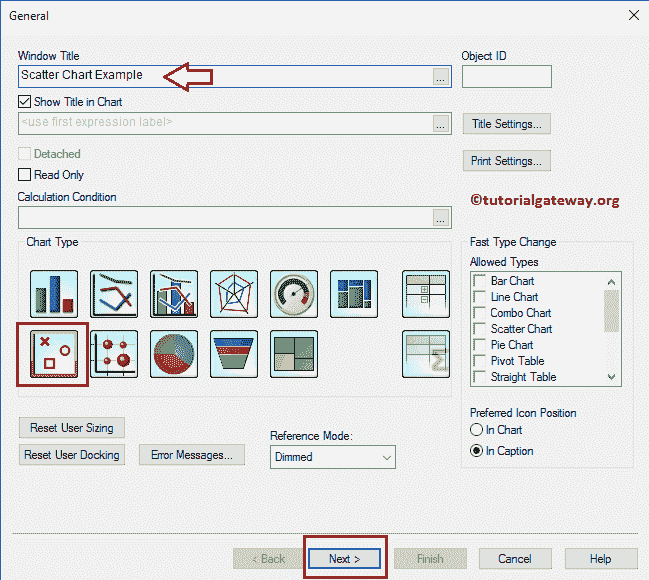 General
Window Title
Object ID
Scatter Chart Example
...
Show Title in Chart
<use first expression label>
...
Title Settings...
Detached
Print Settings...
Read Only
Calculation Condition
©tutorialgateway.org
...
Chart Type
Fast Type Change
Allowed Types
Bar Chart
Line Chart
Combo Chart
Scatter Chart
Pie Chart
Pivot Table
Straight Table
Preferred Icon Position
In Chart
In Caption
Reset User Sizing
Reference Mode:
Reset User Docking
Error Messages...
Dimmed
< Back
Next >
Finish
Cancel
Help